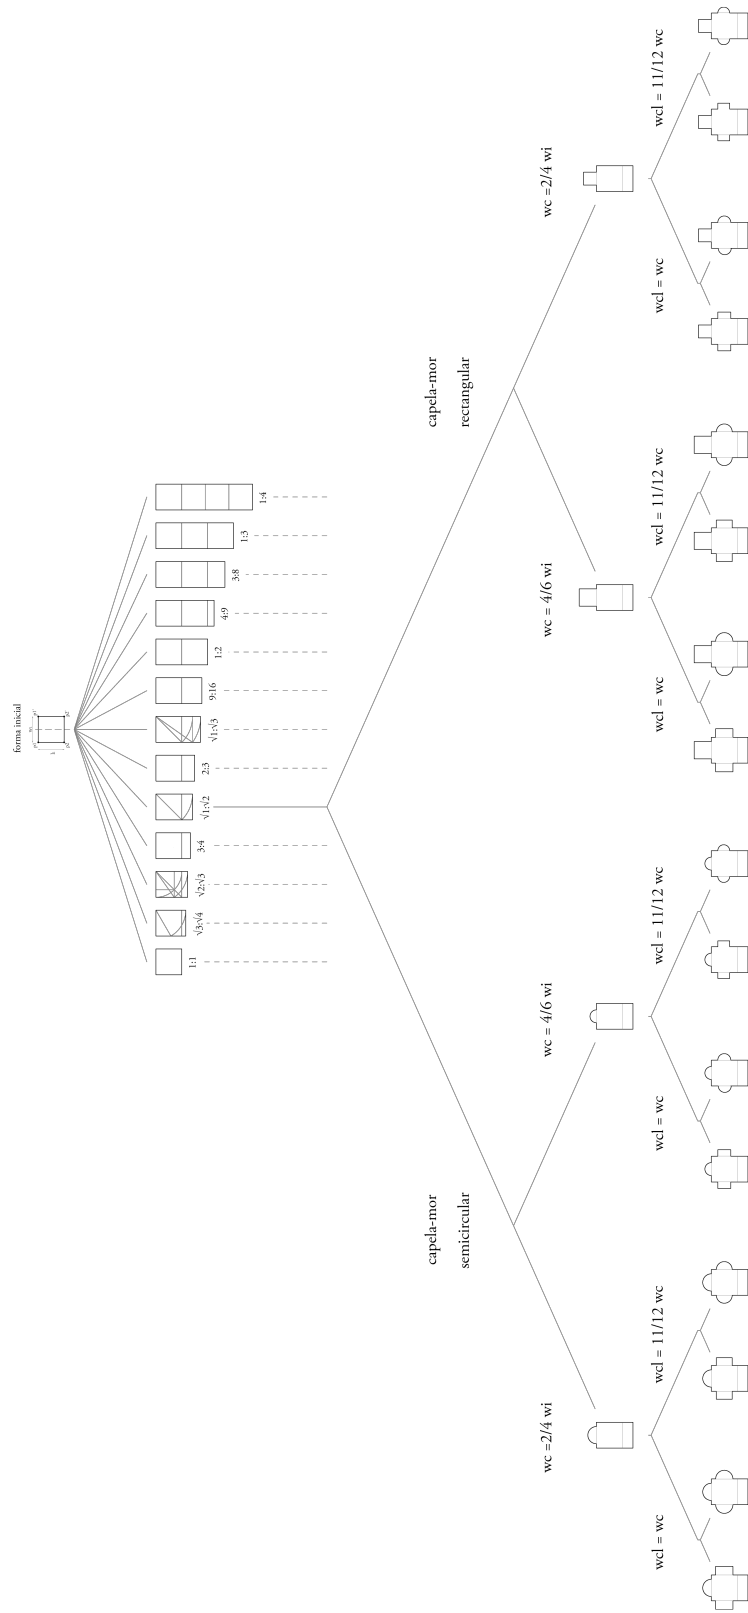 forma inicial
1:1
√3:√4
√2:√3
3:4
√1:√2
2:3
√1:√3
9:16
1:2
4:9
3:8
1:3
1:4
capela-mor
semicircular
capela-mor
rectangular
wc =2/4 wi
wc = 4/6 wi
wc = 4/6 wi
wc =2/4 wi
wcl = wc
wcl = 11/12 wc
wcl = wc
wcl = 11/12 wc
wcl = wc
wcl = 11/12 wc
wcl = wc
wcl = 11/12 wc